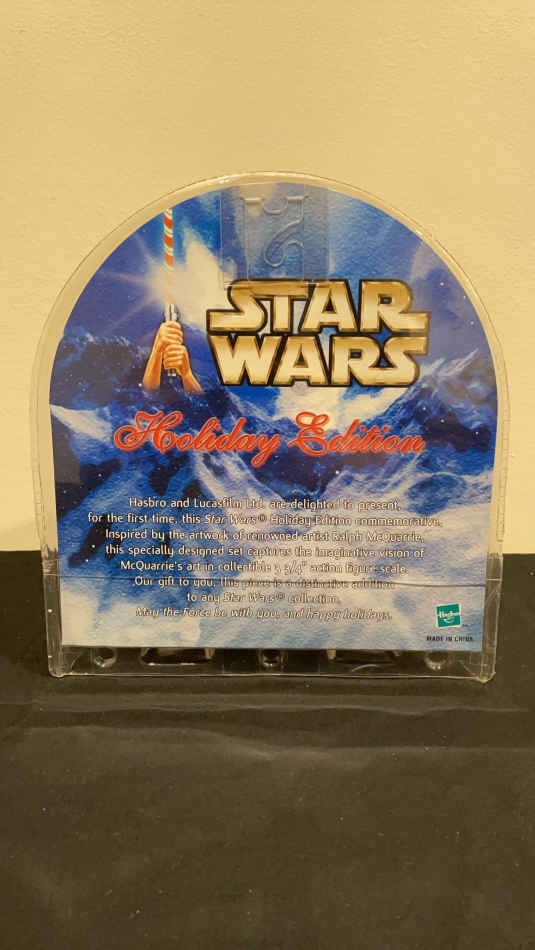 STAR
WARS
Holiday Edition
Hasbro and Lucasfilm Ltd. are delighted to present,
for the first time, this Star Wars® Holiday Edition commemorative.
Inspired by the artwork of renowned artist Ralph McQuarrie,
this specially designed set captures the imaginative vision of
McQuarrie's art in collectible 3 3/4" action figure scale.
Our gift to you, this piece is a distinctive addition
to any Star Wars® collection.
May the Force be with you, and happy holidays.
Hasbro
MADE IN CHINA